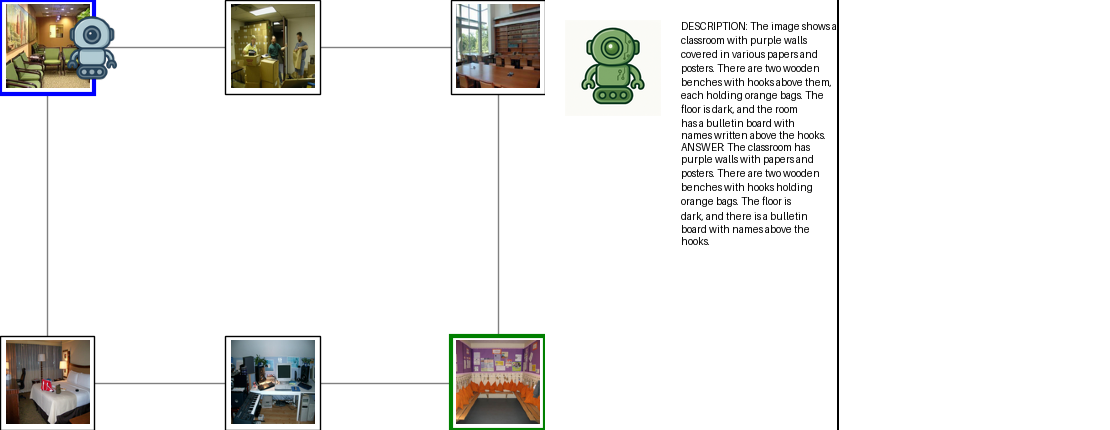 DESCRIPTION: The image shows a
classroom with purple walls
covered in various papers and
posters. There are two wooden
benches with hooks above them,
each holding orange bags. The
floor is dark, and the room
has a bulletin board with
names written above the hooks.
ANSWER: The classroom has
purple walls with papers and
posters. There are two wooden
benches with hooks holding
orange bags. The floor is
dark, and there is a bulletin
board with names above the
hooks.